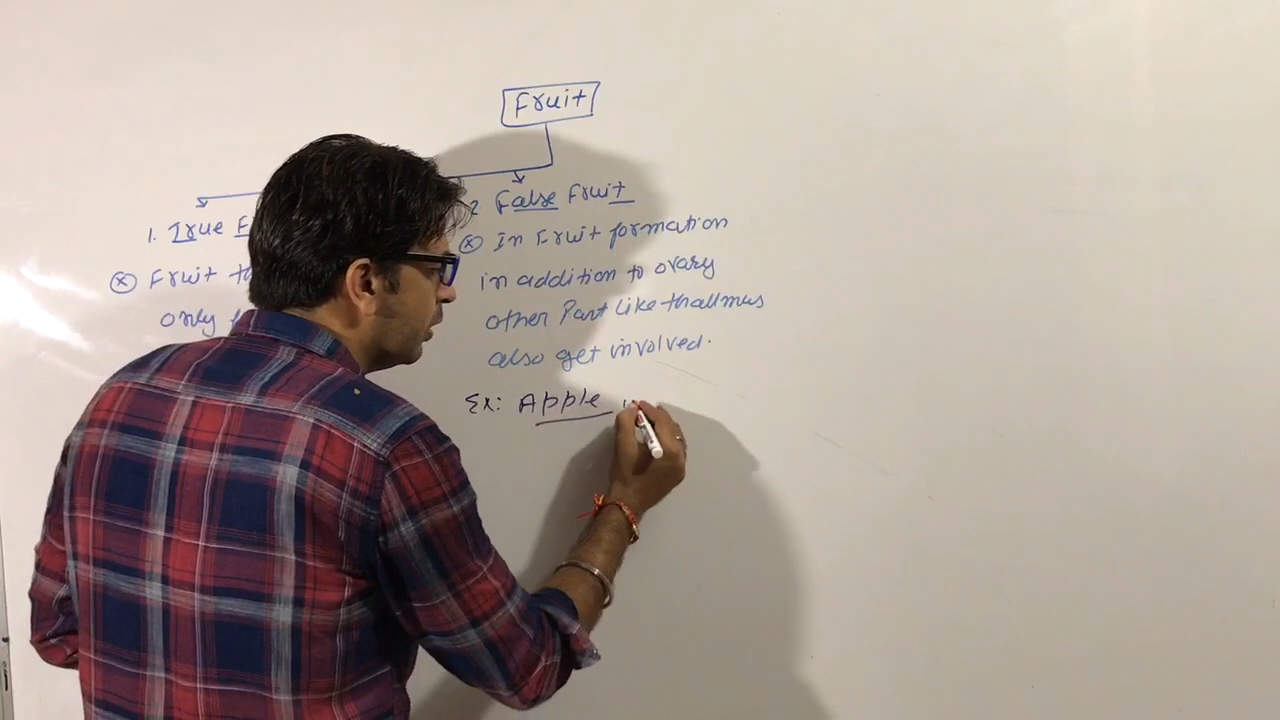 Fruit
1. True F
Fruit
only
2 False Fruit
In Fruit formation
in addition to ovary
other Part like thallmus
also get involved.
Ex: Apple